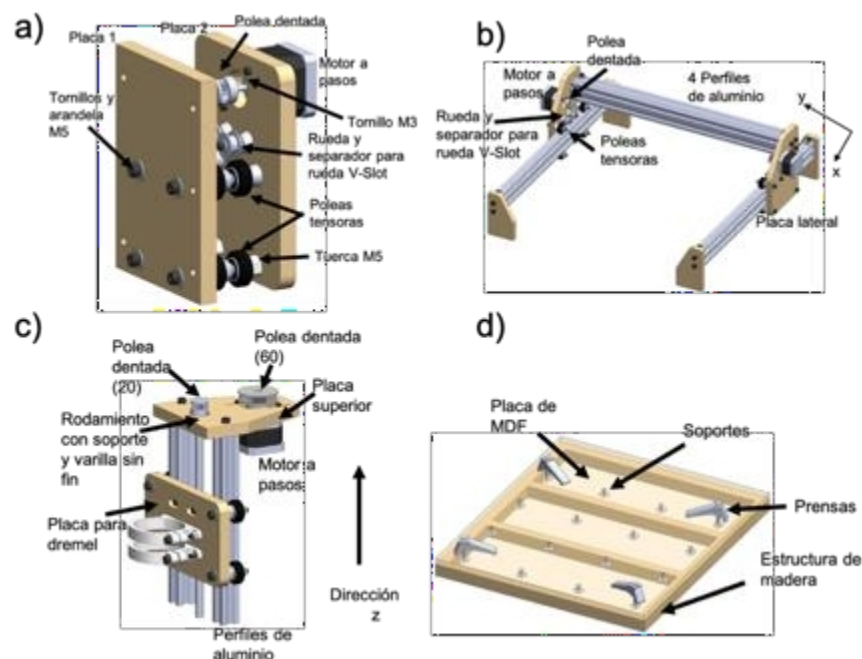 a)
Placa 1
Placa 2
Polea
dentada
Motor a
pasos
Tornillos y
arandela
M5
Tornillo M3
Rueda y
separador para
rueda V-Slot
Poleas
tensoras
Tuerca M5
b)
Polea
dentada
Motor a
pasos
4 Perfiles
de aluminio
Rueda y
separador para
rueda V-Slot
Poleas
tensoras
y
x
Placa lateral
c)
Polea
dentada
(20)
Polea dentada
(60)
Placa
superior
Rodamiento
con soporte
y varilla sin
fin
Motor a
pasos
Placa para
dremel
Dirección
z
Perfiles de
aluminio
d)
Placa de
MDF
Soportes
Prensas
Estructura de
madera